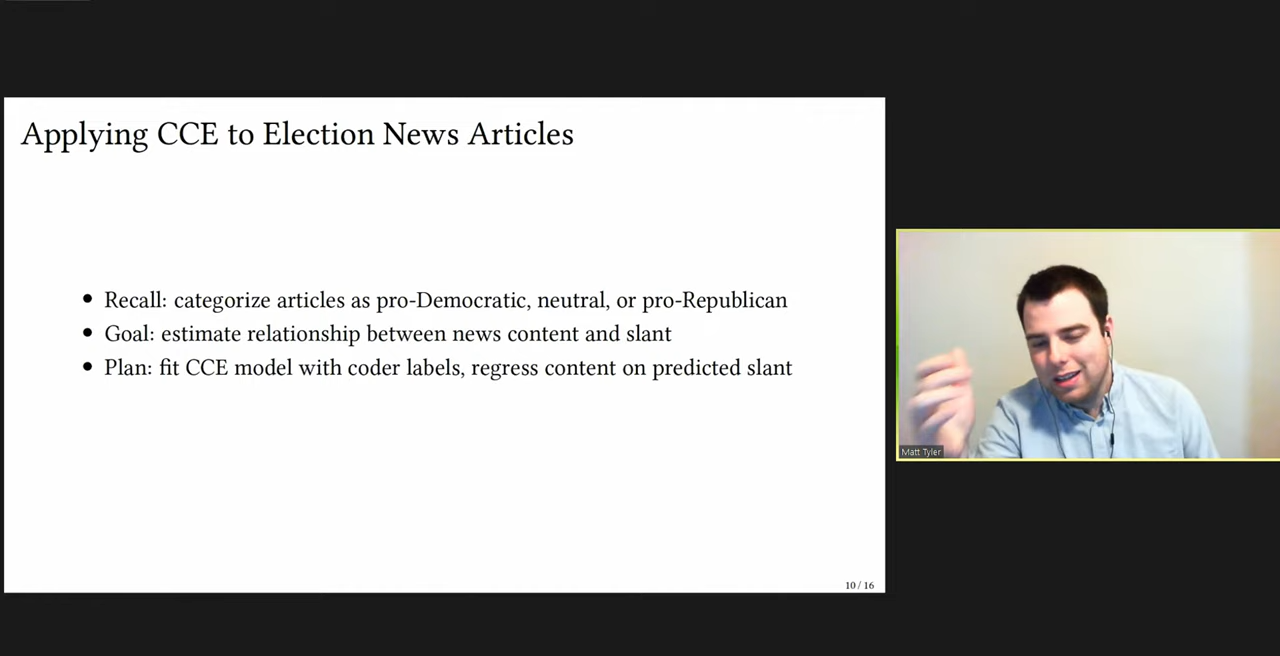 Applying CCE to Election News Articles
• Recall: categorize articles as pro-Democratic, neutral, or pro-Republican
• Goal: estimate relationship between news content and slant
• Plan: fit CCE model with coder labels, regress content on predicted slant
10 / 16
Matt Tyler